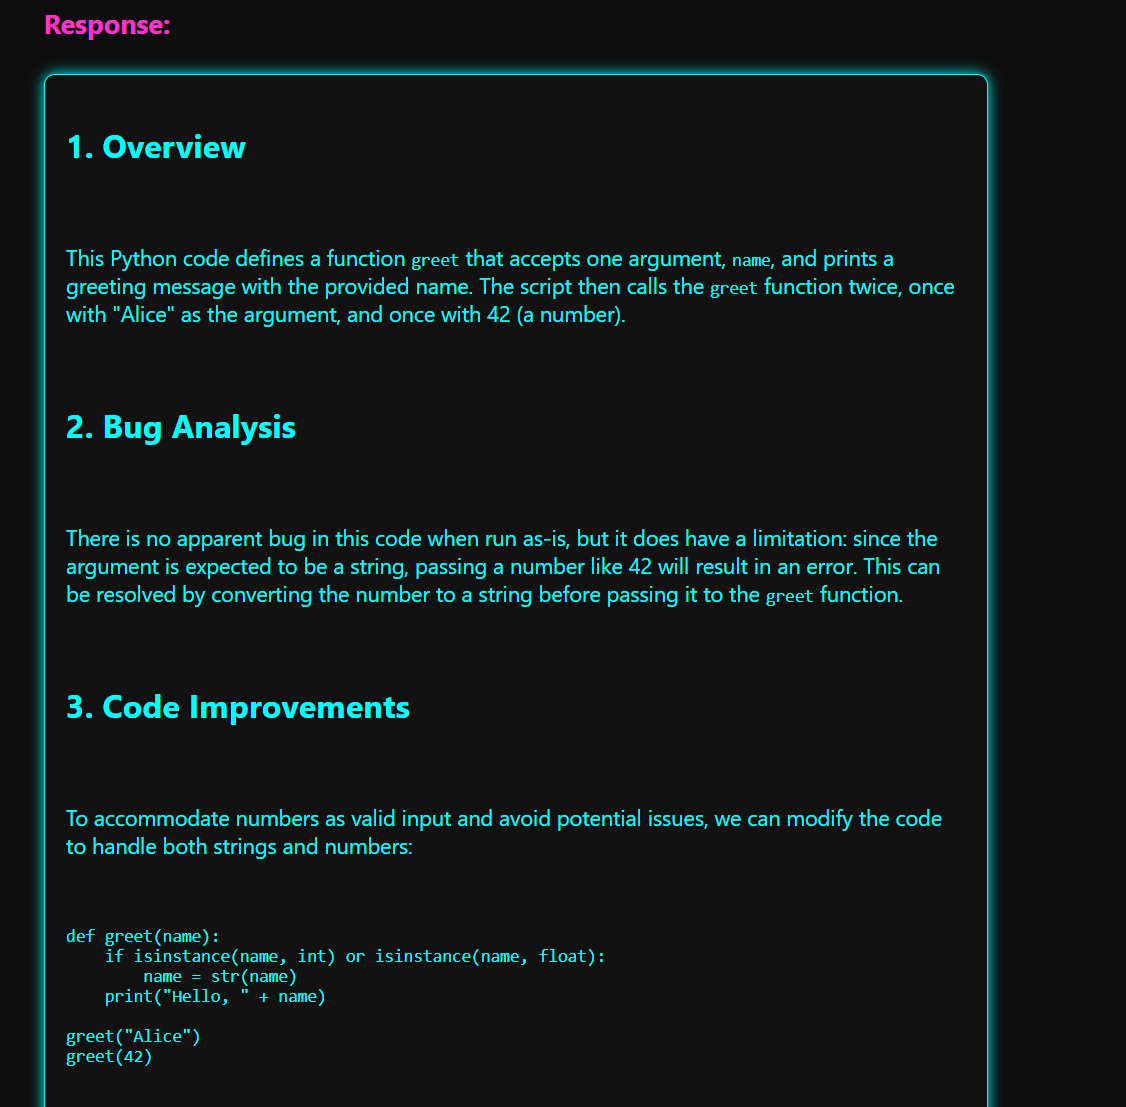 Response:
1. Overview
This Python code defines a function greet that accepts one argument, name, and prints a
greeting message with the provided name. The script then calls the greet function twice, once
with "Alice" as the argument, and once with 42 (a number).
2. Bug Analysis
There is no apparent bug in this code when run as-is, but it does have a limitation: since the
argument is expected to be a string, passing a number like 42 will result in an error. This can
be resolved by converting the number to a string before passing it to the greet function.
3. Code Improvements
To accommodate numbers as valid input and avoid potential issues, we can modify the code
to handle both strings and numbers:
def greet(name):
    if isinstance(name, int) or isinstance(name, float):
        name = str(name)
    print("Hello, " + name)
greet("Alice")
greet(42)